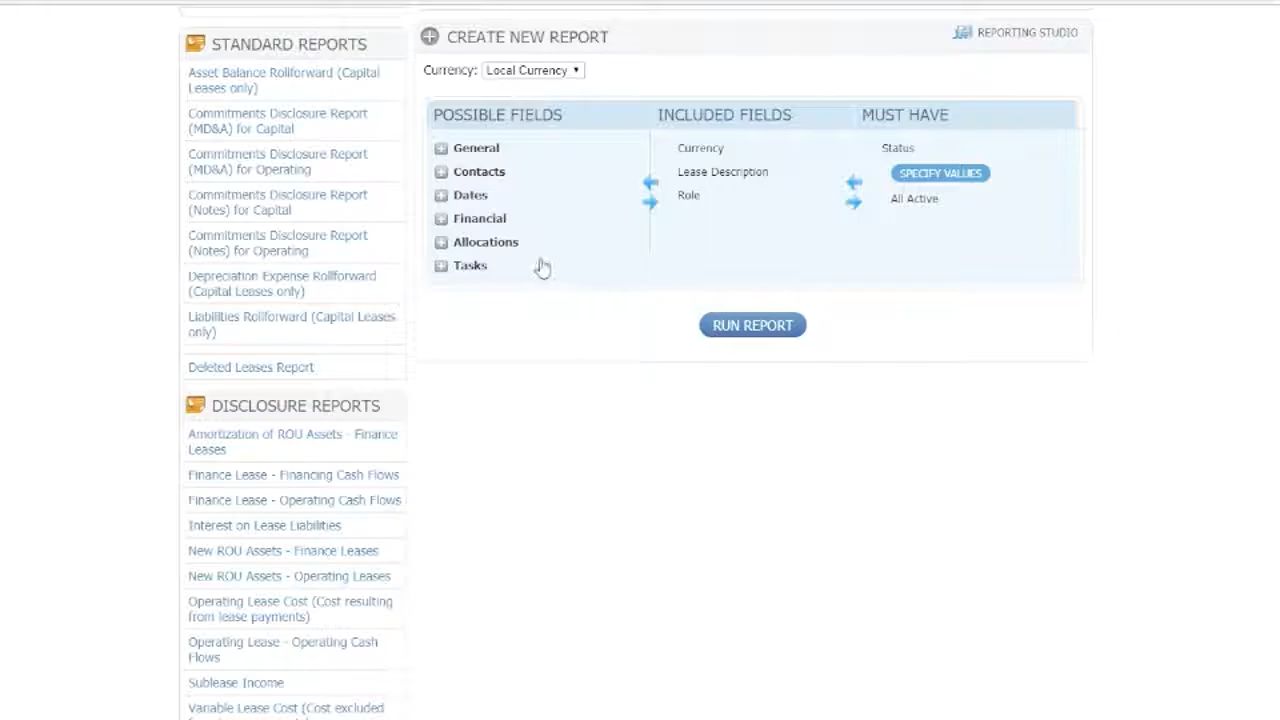 STANDARD REPORTS
Asset Balance Rollforward (Capital
Leases only)
Commitments Disclosure Report
(MD&A) for Capital
Commitments Disclosure Report
(MD&A) for Operating
Commitments Disclosure Report
(Notes) for Capital
Commitments Disclosure Report
(Notes) for Operating
Depreciation Expense Rollforward
(Capital Leases only)
Liabilities Rollforward (Capital Leases
only)
Deleted Leases Report
DISCLOSURE REPORTS
Amortization of ROU Assets - Finance
Leases
Finance Lease - Financing Cash Flows
Finance Lease - Operating Cash Flows
Interest on Lease Liabilities
New ROU Assets - Finance Leases
New ROU Assets - Operating Leases
Operating Lease Cost (Cost resulting
from lease payments)
Operating Lease - Operating Cash
Flows
Sublease Income
Variable Lease Cost (Cost excluded
CREATE NEW REPORT
REPORTING STUDIO
Currency: Local Currency
POSSIBLE FIELDS
General
Contacts
Dates
Financial
Allocations
Tasks
INCLUDED FIELDS
Currency
Lease Description
Role
MUST HAVE
Status
SPECIFY VALUES
All Active
RUN REPORT